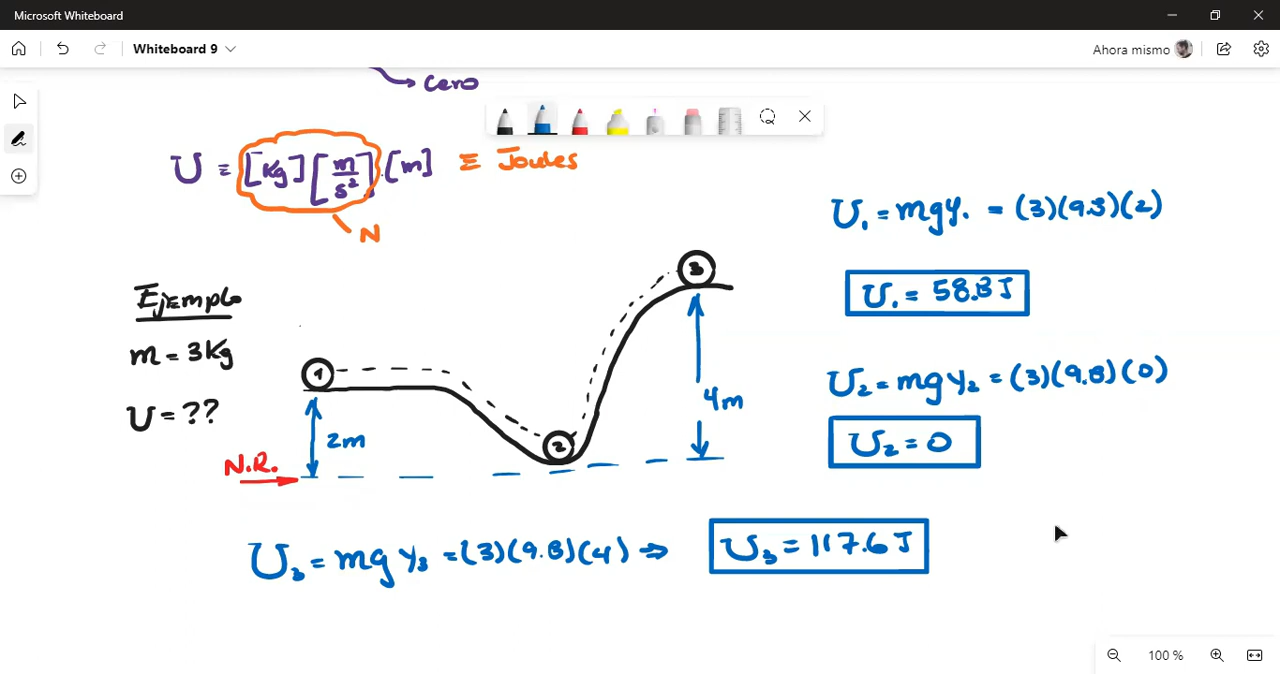 Microsoft Whiteboard
Whiteboard 9
Ahora mismo
cero
U ≡ [kg] [m/s²].[m] ≡ Joules
N
U₁ = mgy₁ = (3)(9.8)(2)
U₁ = 58.8 J
Ejemplo
m = 3kg
U = ??
1
2
3
2m
4m
N.R.
U₂ = mgy₂ = (3)(9.8)(0)
U₂ = 0
U₃ = mgy₃ = (3)(9.8)(4) ⇒ U₃ = 117.6 J
100 %